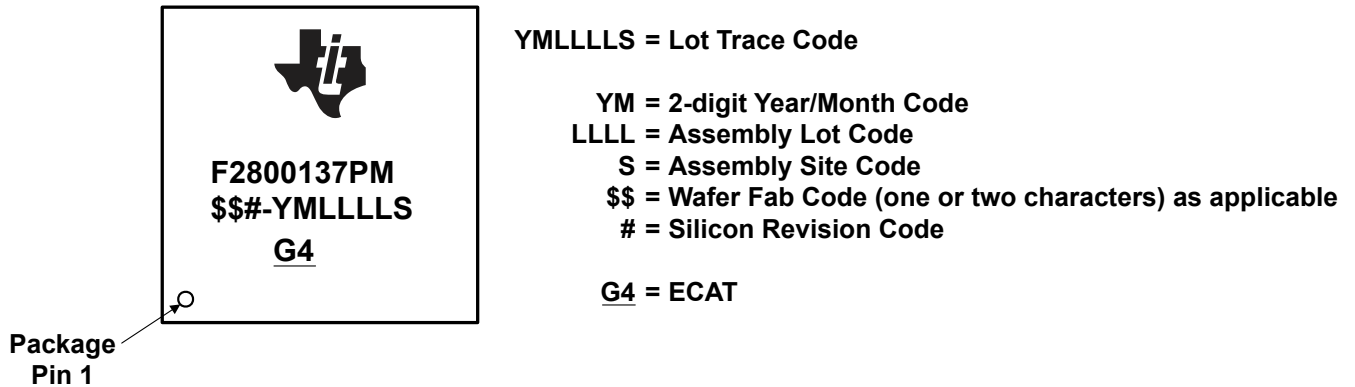 F2800137PM
$$#-YMLLLLS
G4
Package
Pin 1
YMLLLLS = Lot Trace Code
YM = 2-digit Year/Month Code
LLLL = Assembly Lot Code
S = Assembly Site Code
$$ = Wafer Fab Code (one or two characters) as applicable
# = Silicon Revision Code
G4 = ECAT